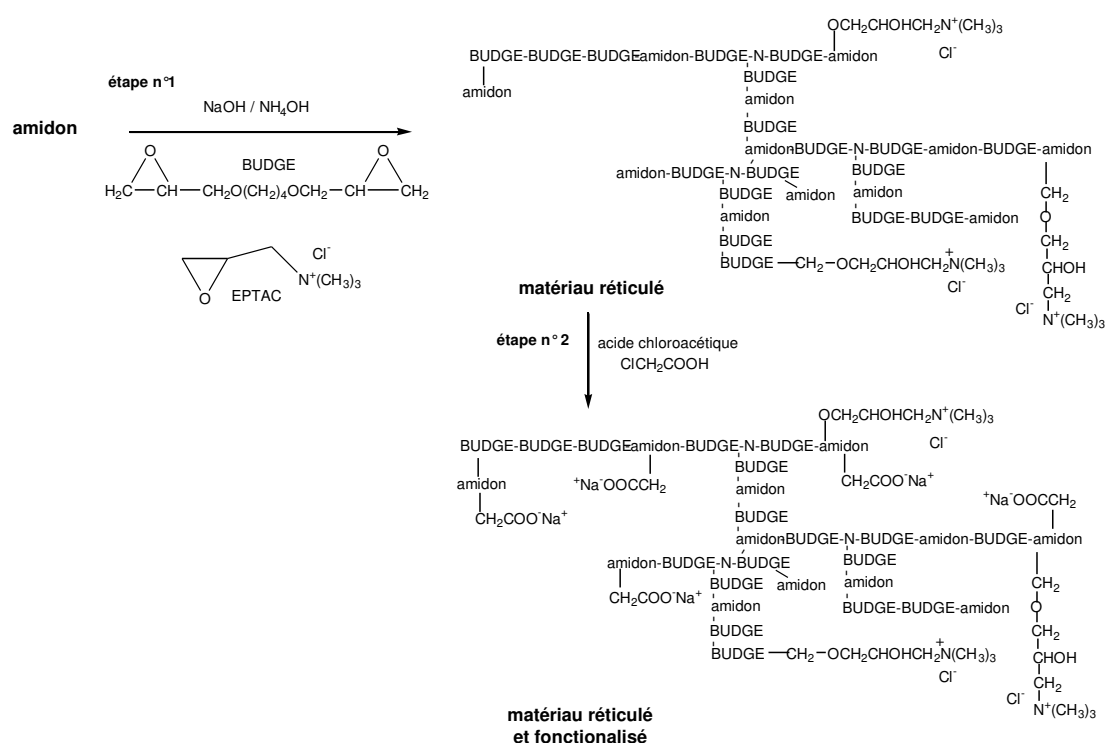 OCH₂CHOHCH₂N⁺(CH₃)₃
Cl⁻
BUDGE-BUDGE-BUDGE-amidon-BUDGE-N-BUDGE-amidon
amidon
BUDGE
amidon
BUDGE
étape n°1
NaOH / NH₄OH
amidon
BUDGE
O
O
H₂C CH CH₂O(CH₂)₄OCH₂ CH CH₂
Cl⁻
N⁺(CH₃)₃
O
EPTAC
amidon-BUDGE-N-BUDGE-amidon-BUDGE-amidon
amidon-BUDGE-N-BUDGE
amidon
BUDGE
amidon
BUDGE-BUDGE-amidon
BUDGE
amidon
BUDGE
BUDGE-CH₂-OCH₂CHOHCH₂N⁺(CH₃)₃
Cl⁻
CH₂
O
CH₂
CHOH
CH₂
Cl⁻
N⁺(CH₃)₃
matériau réticulé
étape n° 2
acide chloroacétique
ClCH₂COOH
OCH₂CHOHCH₂N⁺(CH₃)₃
Cl⁻
BUDGE-BUDGE-BUDGE-amidon-BUDGE-N-BUDGE-amidon
amidon
CH₂COO⁻Na⁺
⁺Na⁻OOCCH₂
BUDGE
amidon
BUDGE
CH₂COO⁻Na⁺
⁺Na⁻OOCCH₂
amidon-BUDGE-N-BUDGE-amidon-BUDGE-amidon
amidon-BUDGE-N-BUDGE
amidon
CH₂COO⁻Na⁺
BUDGE
amidon
BUDGE-BUDGE-amidon
BUDGE
amidon
BUDGE
BUDGE-CH₂-OCH₂CHOHCH₂N⁺(CH₃)₃
Cl⁻
CH₂
O
CH₂
CHOH
CH₂
Cl⁻
N⁺(CH₃)₃
matériau réticulé
et fonctionalisé